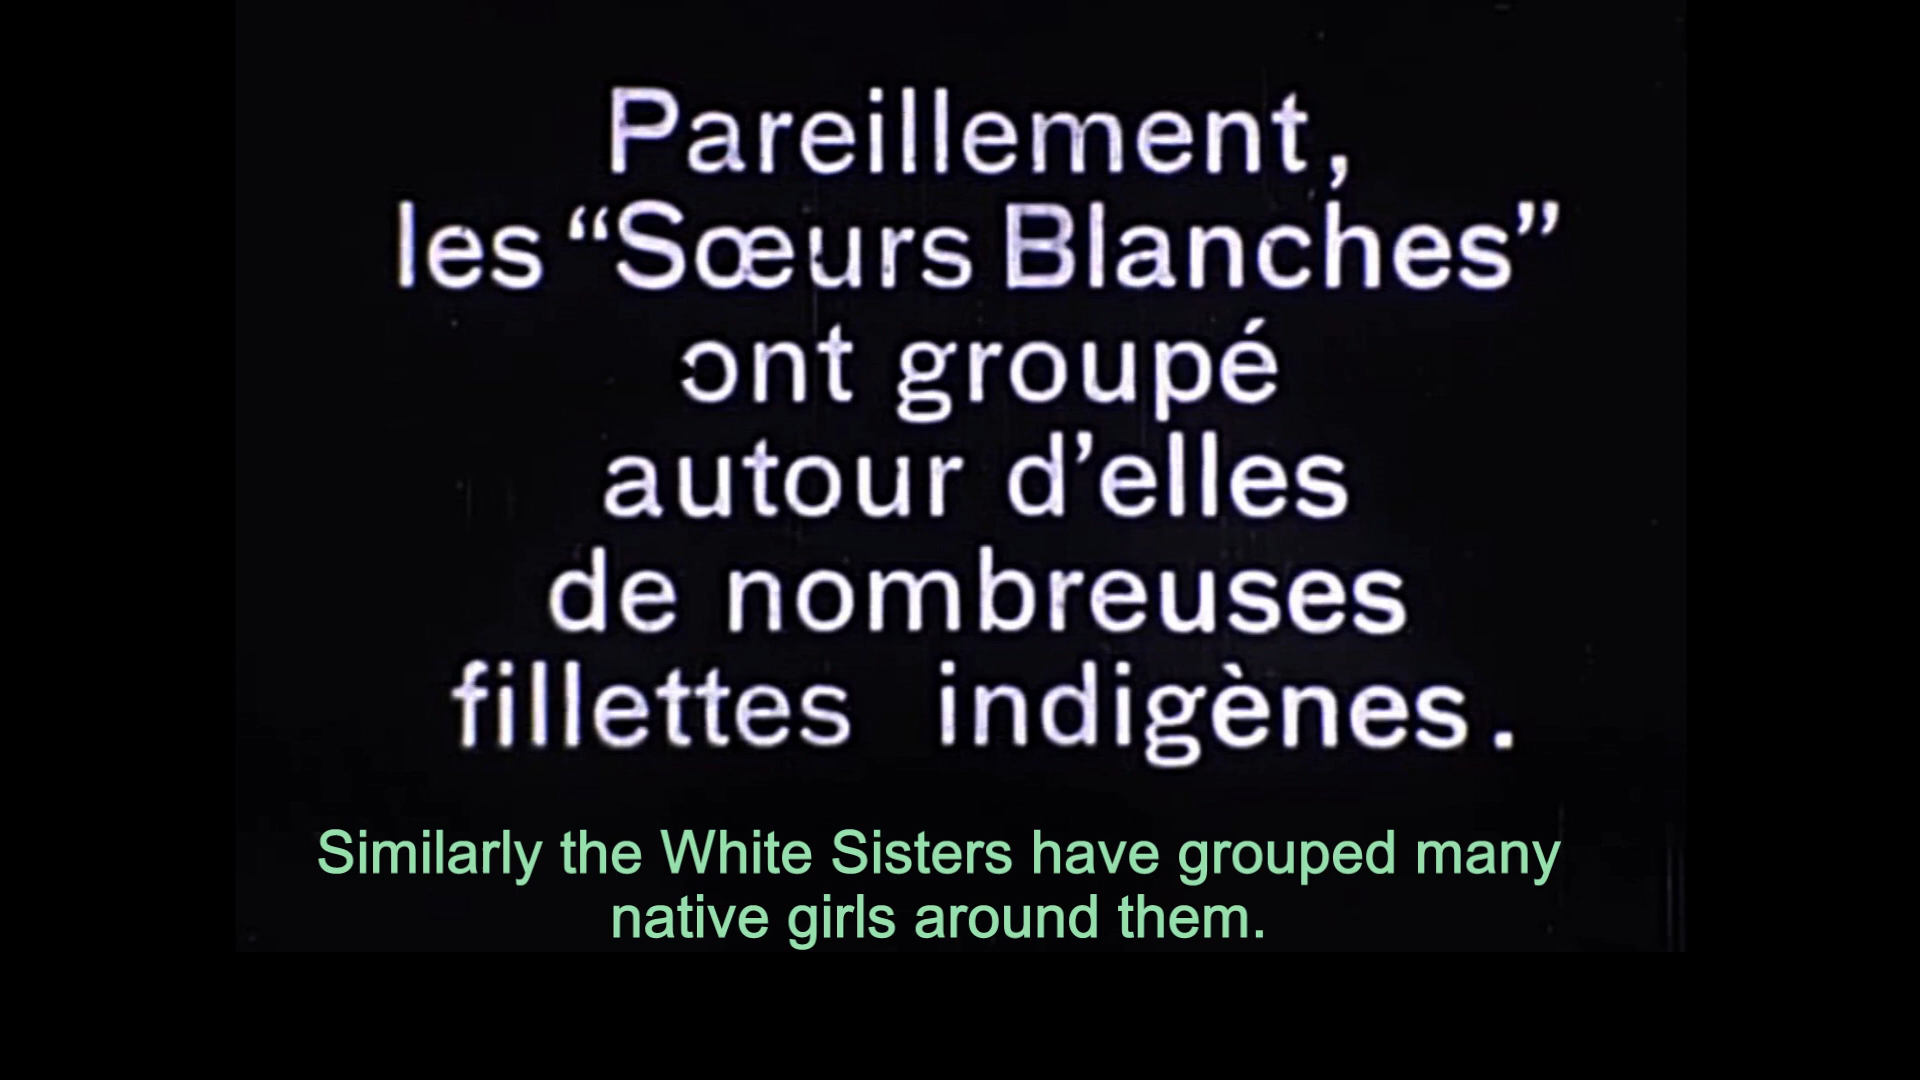 Pareillement,
les “Sœurs Blanches”
ont groupé
autour d’elles
de nombreuses
fillettes indigènes.
Similarly the White Sisters have grouped many
native girls around them.